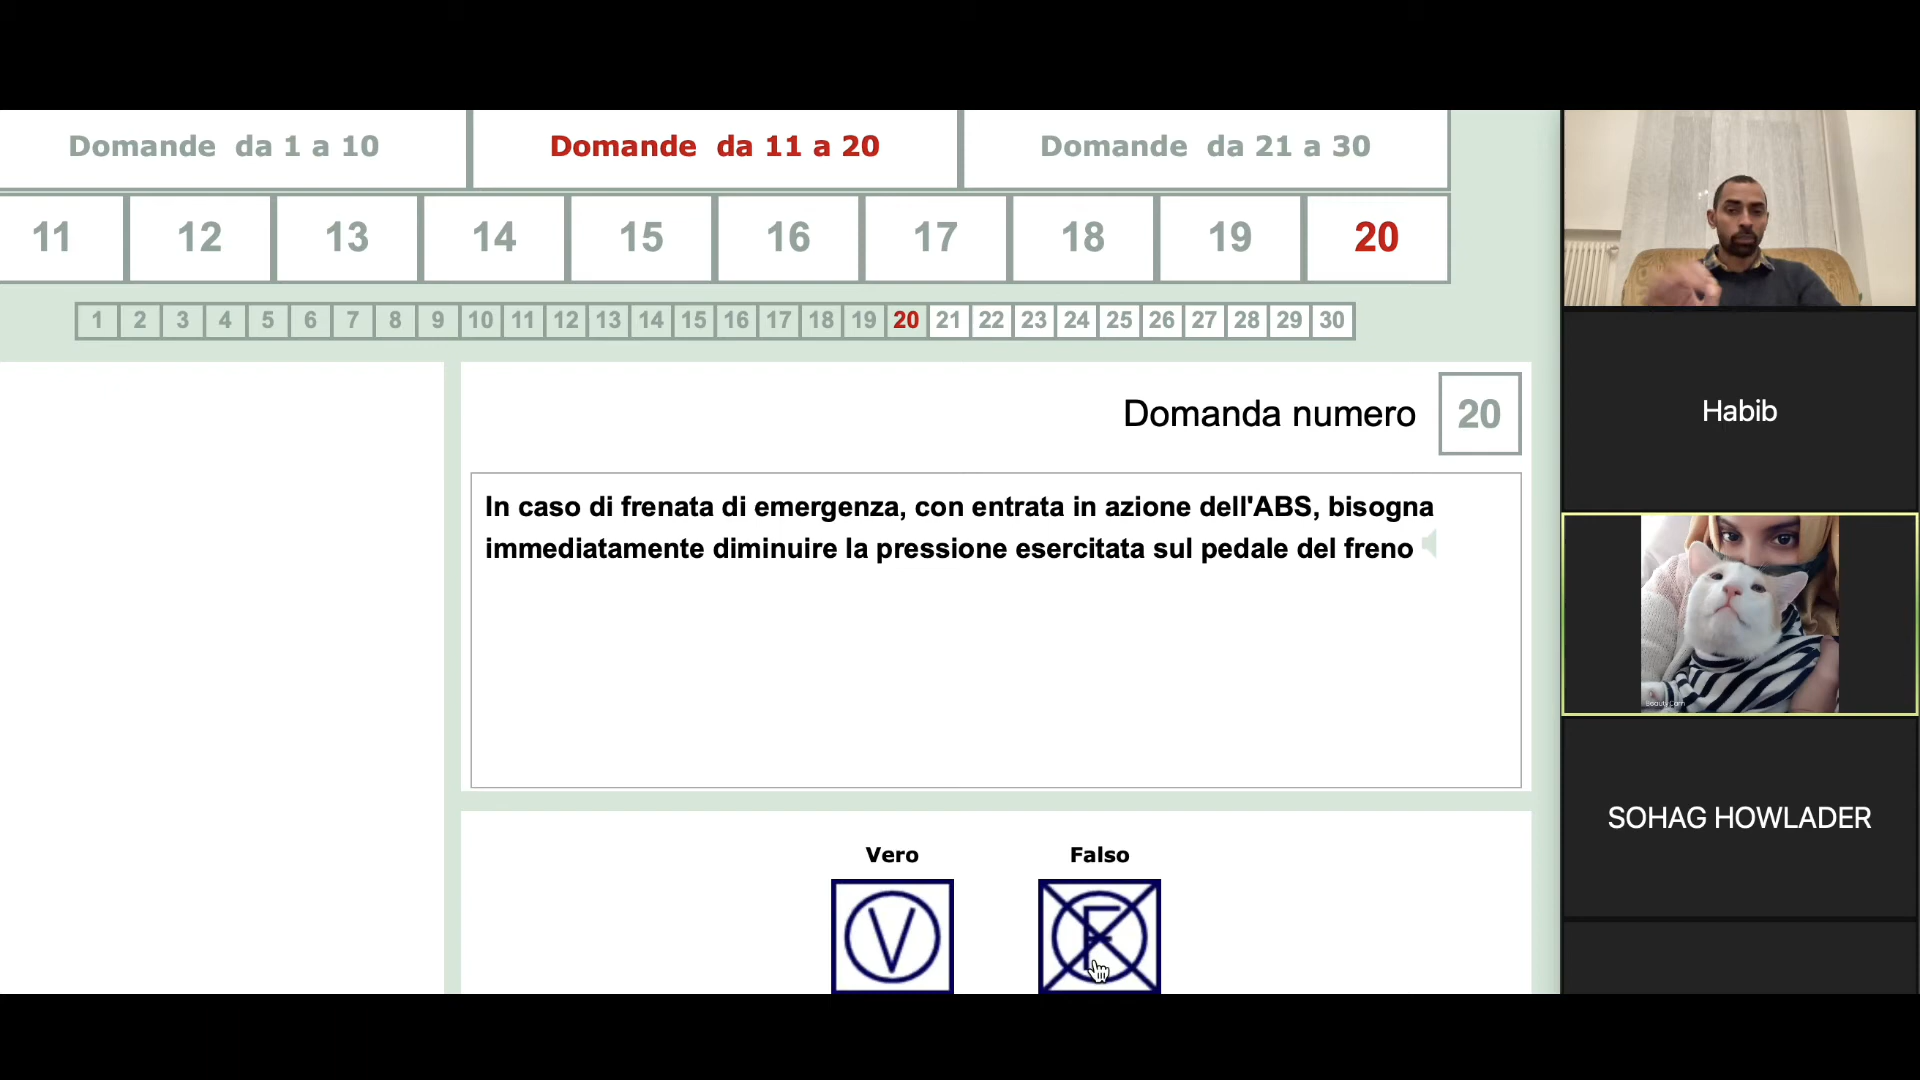 Domande da 1 a 10
Domande da 11 a 20
Domande da 21 a 30
11 12 13 14 15 16 17 18 19 20
1 2 3 4 5 6 7 8 9 10 11 12 13 14 15 16 17 18 19 20 21 22 23 24 25 26 27 28 29 30
Domanda numero 20
In caso di frenata di emergenza, con entrata in azione dell'ABS, bisogna
immediatamente diminuire la pressione esercitata sul pedale del freno
Vero
Falso
V
F
Habib
BeautyCam
SOHAG HOWLADER